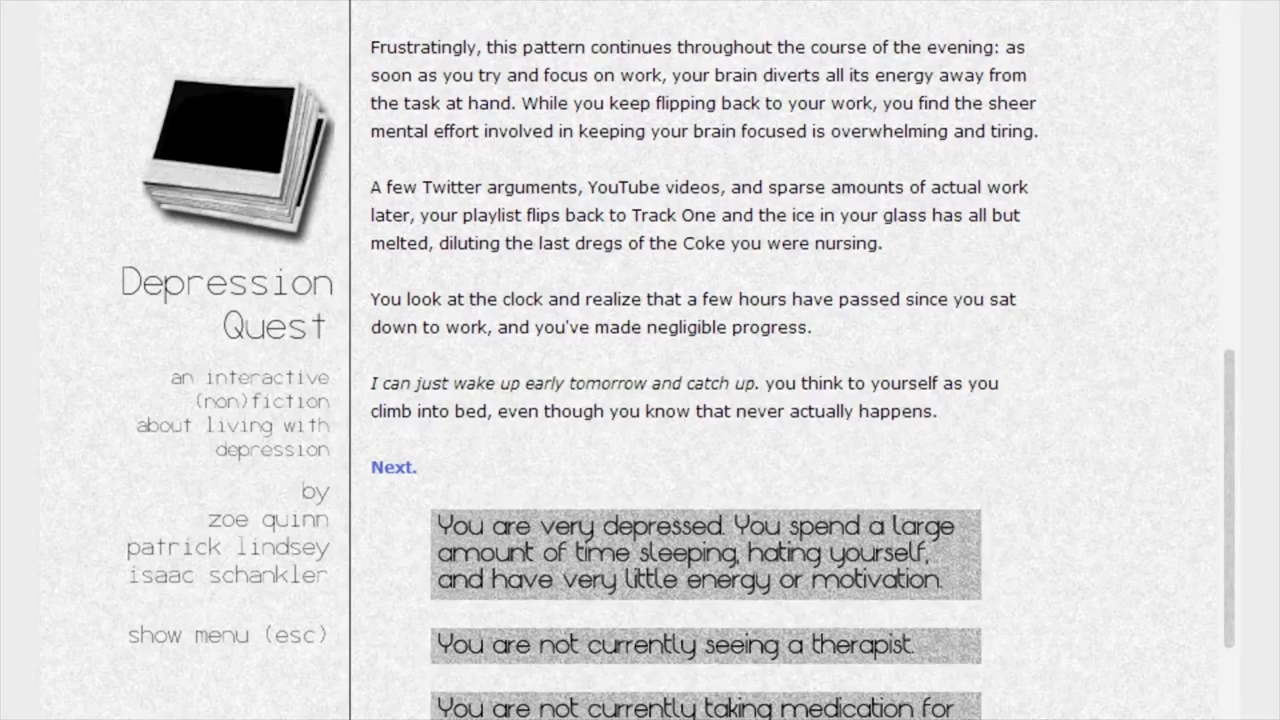 Frustratingly, this pattern continues throughout the course of the evening: as
soon as you try and focus on work, your brain diverts all its energy away from
the task at hand. While you keep flipping back to your work, you find the sheer
mental effort involved in keeping your brain focused is overwhelming and tiring.
A few Twitter arguments, YouTube videos, and sparse amounts of actual work
later, your playlist flips back to Track One and the ice in your glass has all but
melted, diluting the last dregs of the Coke you were nursing.
You look at the clock and realize that a few hours have passed since you sat
down to work, and you've made negligible progress.
I can just wake up early tomorrow and catch up. you think to yourself as you
climb into bed, even though you know that never actually happens.
Next.
You are very depressed. You spend a large
amount of time sleeping, hating yourself,
and have very little energy or motivation.
You are not currently seeing a therapist.
You are not currently taking medication for
Depression
Quest
an interactive
(non)fiction
about living with
depression
by
zoe quinn
patrick lindsey
isaac schankler
show menu (esc)